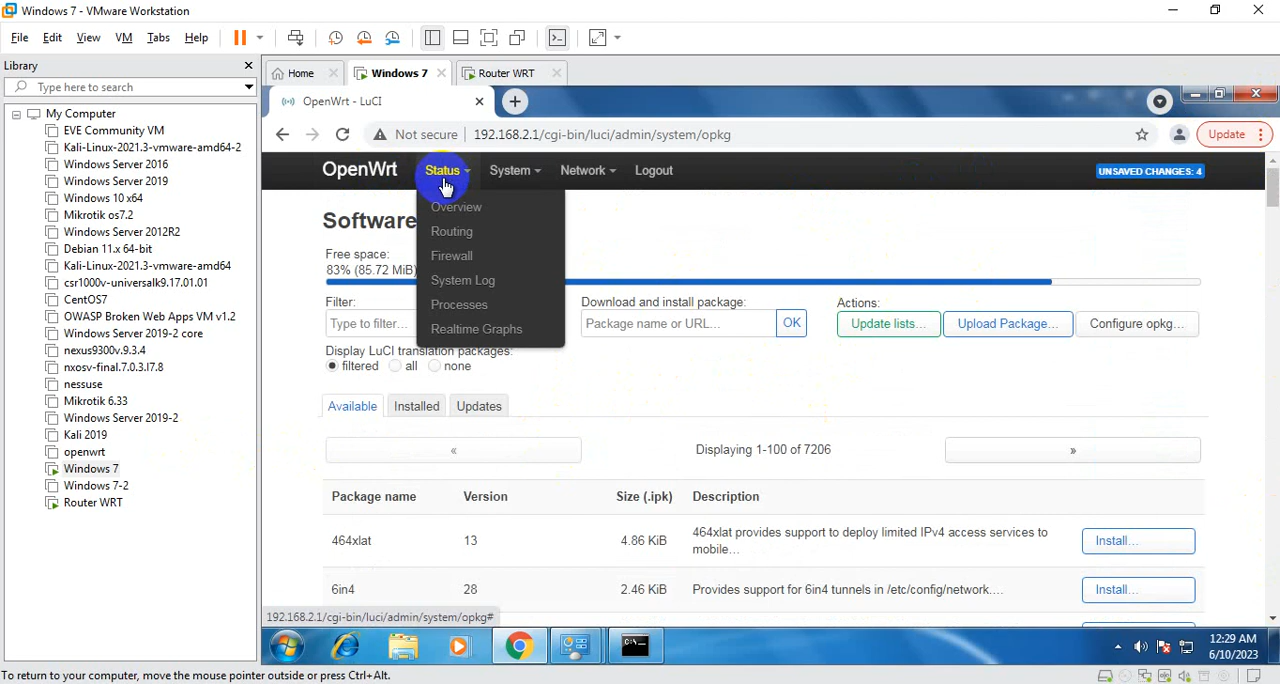 Windows 7 - VMware Workstation
File Edit View VM Tabs Help
Library
Type here to search
My Computer
EVE Community VM
Kali-Linux-2021.3-vmware-amd64-2
Windows Server 2016
Windows Server 2019
Windows 10 x64
Mikrotik os7.2
Windows Server 2012R2
Debian 11.x 64-bit
Kali-Linux-2021.3-vmware-amd64
csr1000v-universalk9.17.01.01
CentOS7
OWASP Broken Web Apps VM v1.2
Windows Server 2019-2 core
nexus9300v.9.3.4
nxosv-final.7.0.3.I7.8
nessuse
Mikrotik 6.33
Windows Server 2019-2
Kali 2019
openwrt
Windows 7
Windows 7-2
Router WRT
Home Windows 7 Router WRT
OpenWrt - LuCI
Not secure 192.168.2.1/cgi-bin/luci/admin/system/opkg Update
OpenWrt Status System Network Logout UNSAVED CHANGES: 4
Overview
Routing
Firewall
System Log
Processes
Realtime Graphs
Software
Free space:
83% (85.72 MiB)
Filter: Download and install package: Actions:
Type to filter… Package name or URL… OK Update lists… Upload Package… Configure opkg…
Display LuCI translation packages:
filtered all none
Available Installed Updates
« Displaying 1-100 of 7206 »
Package name Version Size (.ipk) Description
464xlat 13 4.86 KiB 464xlat provides support to deploy limited IPv4 access services to
mobile… Install…
6in4 28 2.46 KiB Provides support for 6in4 tunnels in /etc/config/network.… Install…
192.168.2.1/cgi-bin/luci/admin/system/opkg#
C:\_
12:29 AM
6/10/2023
To return to your computer, move the mouse pointer outside or press Ctrl+Alt.